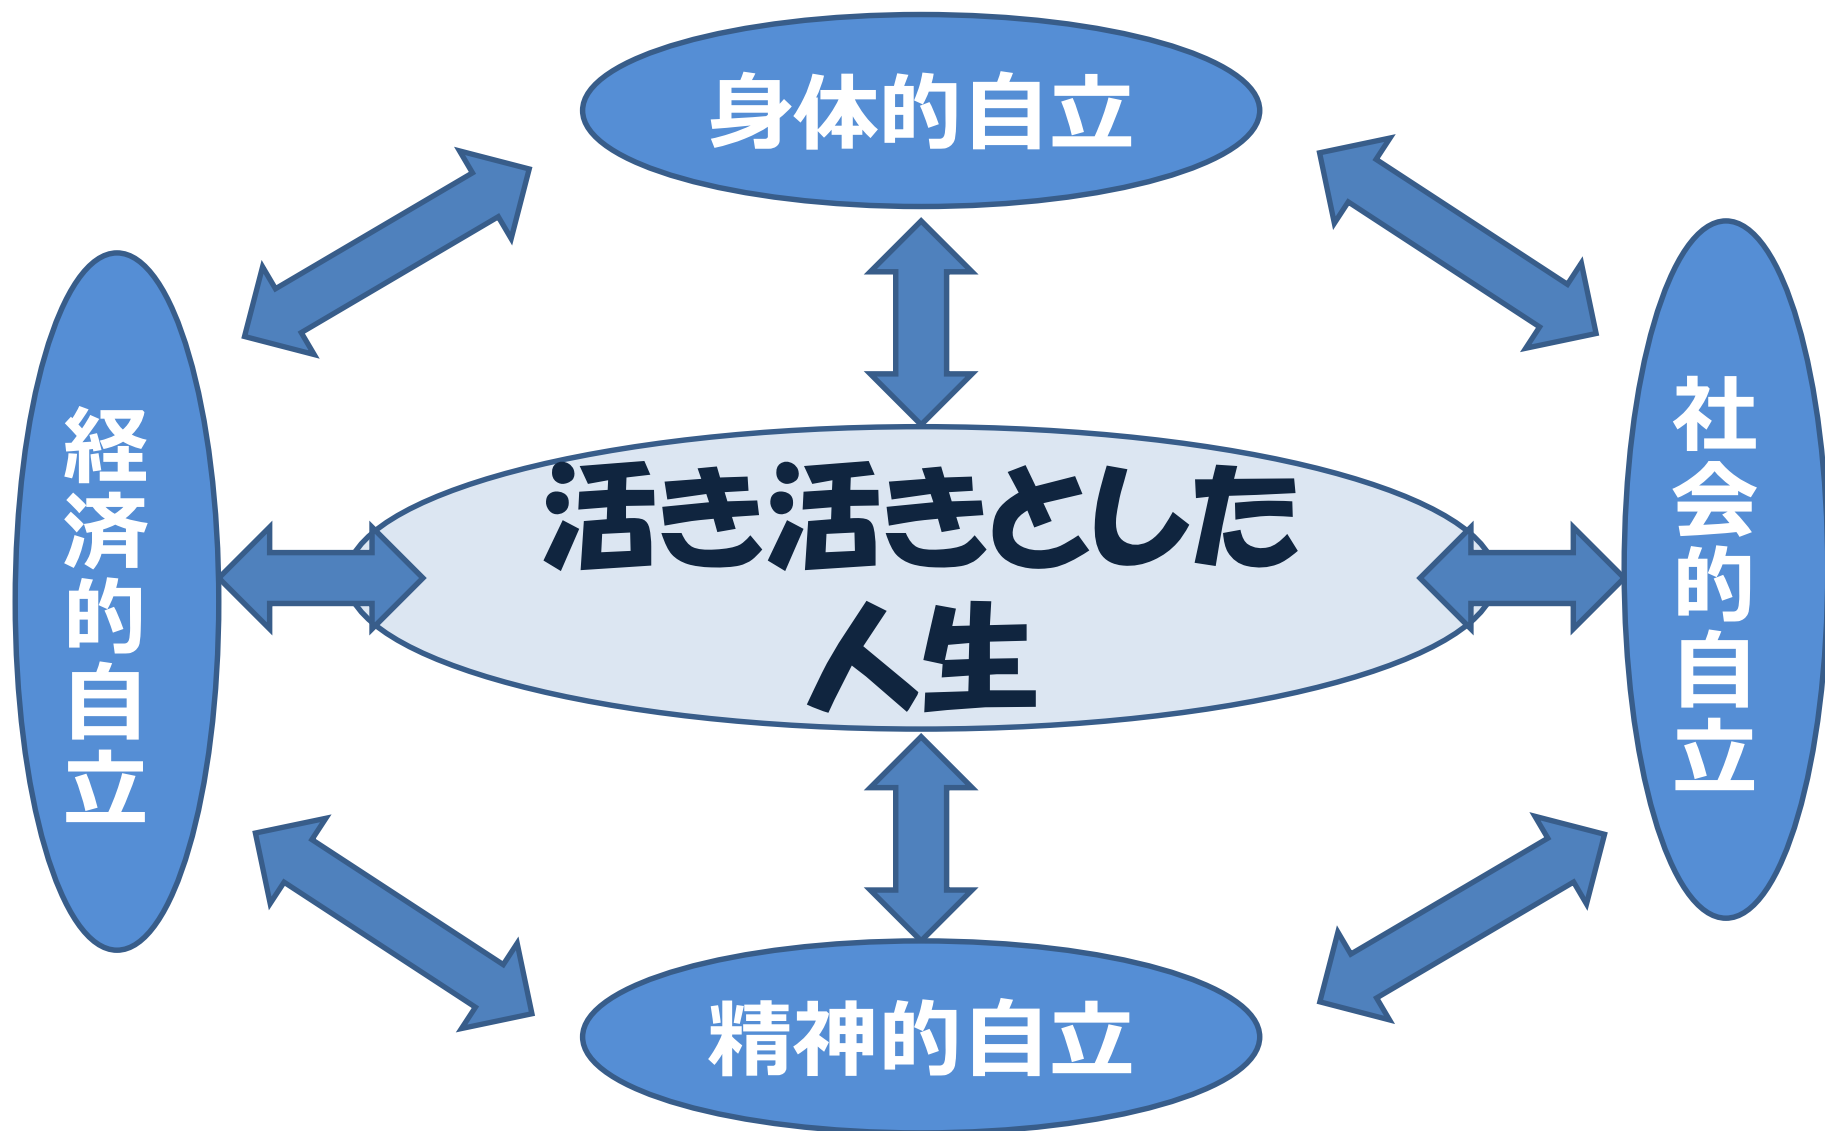 身体的自立
経済的自立
活き活きとした
人生
社会的自立
精神的自立